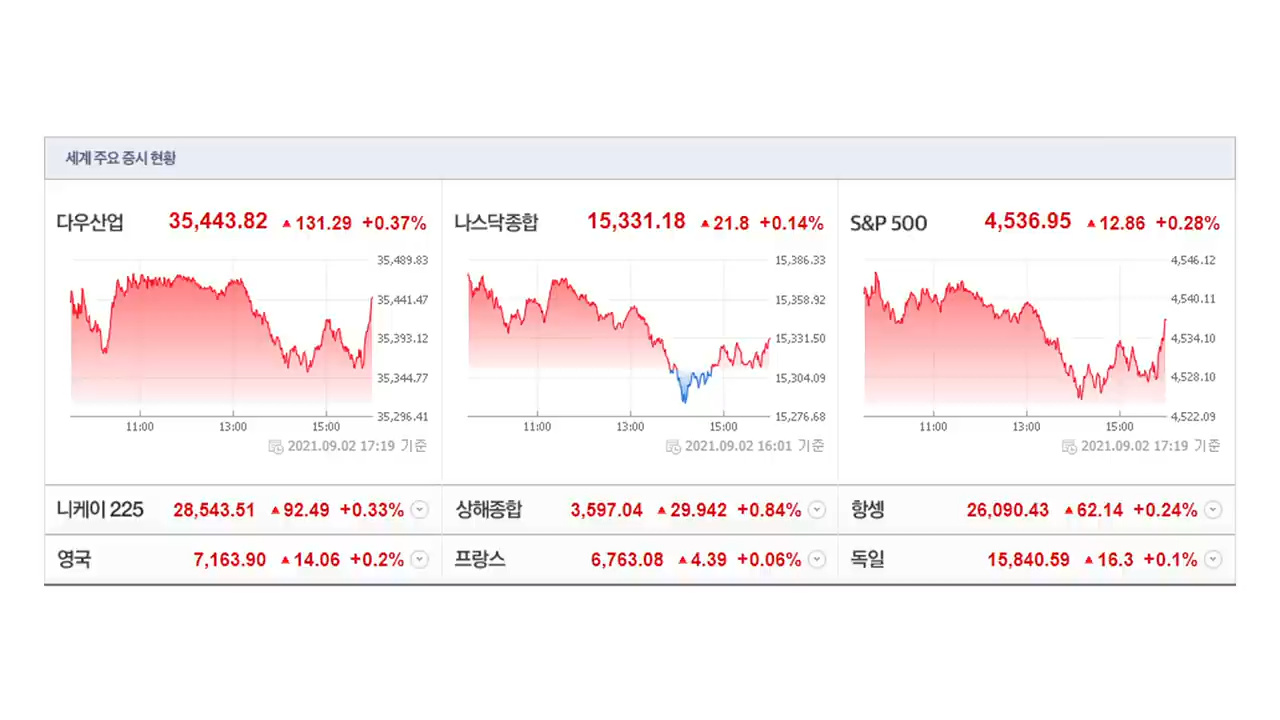 세계 주요 증시 현황
다우산업 35,443.82 ▲131.29 +0.37%
35,489.83
35,441.47
35,393.12
35,344.77
35,296.41
11:00 13:00 15:00
2021.09.02 17:19 기준
나스닥종합 15,331.18 ▲21.8 +0.14%
15,386.33
15,358.92
15,331.50
15,304.09
15,276.68
11:00 13:00 15:00
2021.09.02 16:01 기준
S&P 500 4,536.95 ▲12.86 +0.28%
4,546.12
4,540.11
4,534.10
4,528.10
4,522.09
11:00 13:00 15:00
2021.09.02 17:19 기준
니케이 225 28,543.51 ▲92.49 +0.33%
상해종합 3,597.04 ▲29.942 +0.84%
항셍 26,090.43 ▲62.14 +0.24%
영국 7,163.90 ▲14.06 +0.2%
프랑스 6,763.08 ▲4.39 +0.06%
독일 15,840.59 ▲16.3 +0.1%